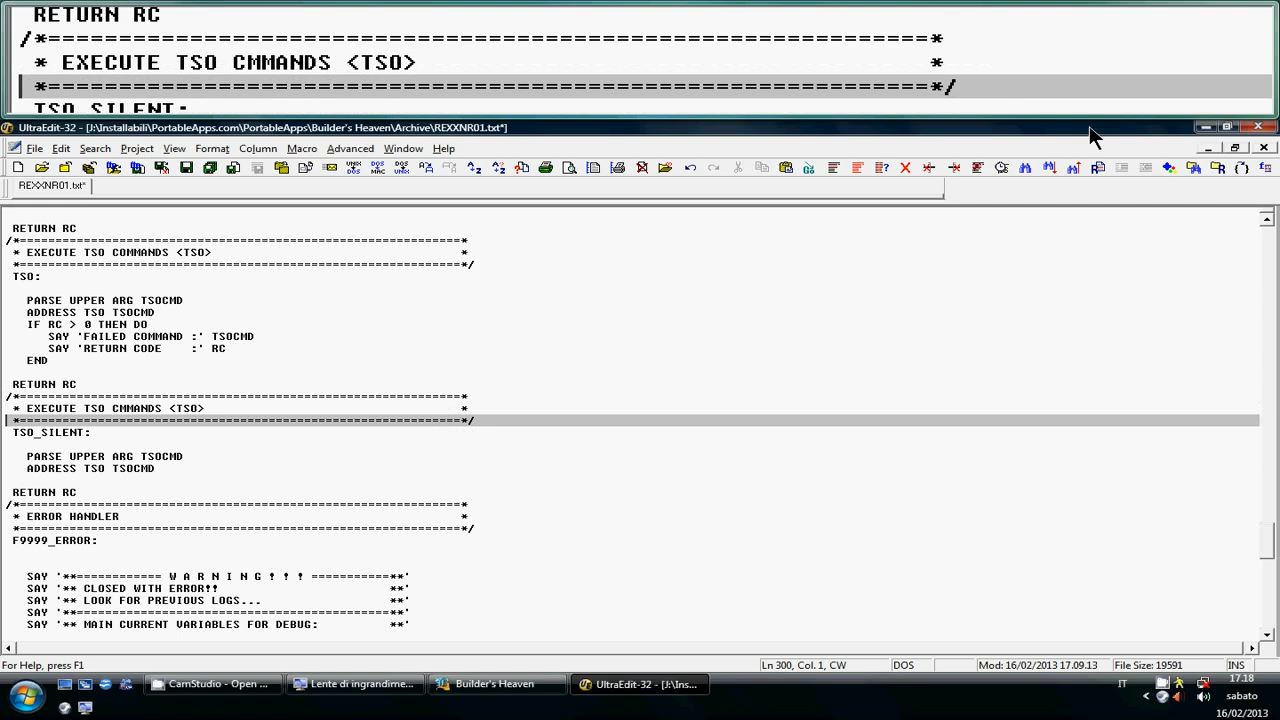 RETURN RC
/*==============================================================*
* EXECUTE TSO CMMANDS <TSO> *
*==============================================================*/
TSO_SILENT:
UltraEdit-32 - [J:\Installabili\PortableApps.com\PortableApps\Builder's Heaven\Archive\REXXNR01.txt*]
File Edit Search Project View Format Column Macro Advanced Window Help
REXXNR01.txt*
RETURN RC
/*==============================================================*
* EXECUTE TSO COMMANDS <TSO> *
*==============================================================*/
TSO:
PARSE UPPER ARG TSOCMD
ADDRESS TSO TSOCMD
IF RC > 0 THEN DO
SAY 'FAILED COMMAND :' TSOCMD
SAY 'RETURN CODE    :' RC
END
RETURN RC
/*==============================================================*
* EXECUTE TSO CMMANDS <TSO> *
*==============================================================*/
TSO_SILENT:
PARSE UPPER ARG TSOCMD
ADDRESS TSO TSOCMD
RETURN RC
/*==============================================================*
* ERROR HANDLER *
*==============================================================*/
F9999_ERROR:
SAY '**============ W A R N I N G ! ! ! ===========**'
SAY '** CLOSED WITH ERROR!!                        **'
SAY '** LOOK FOR PREVIOUS LOGS...                  **'
SAY '**============================================**'
SAY '** MAIN CURRENT VARIABLES FOR DEBUG:          **'
For Help, press F1 Ln 300, Col. 1, CW DOS Mod: 16/02/2013 17.09.13 File Size: 19591 INS
CamStudio - Open ... Lente di ingrandime... Builder's Heaven UltraEdit-32 - [J:\Ins... IT 17.18
sabato
16/02/2013